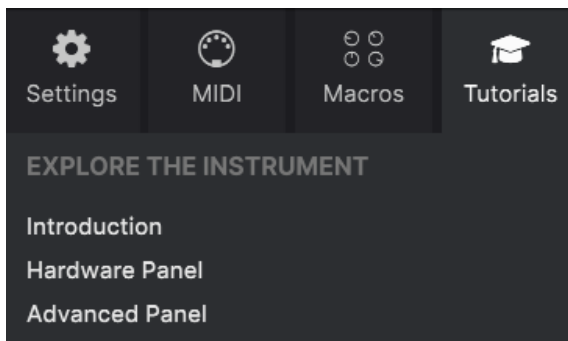 Settings MIDI Macros Tutorials
EXPLORE THE INSTRUMENT
Introduction
Hardware Panel
Advanced Panel